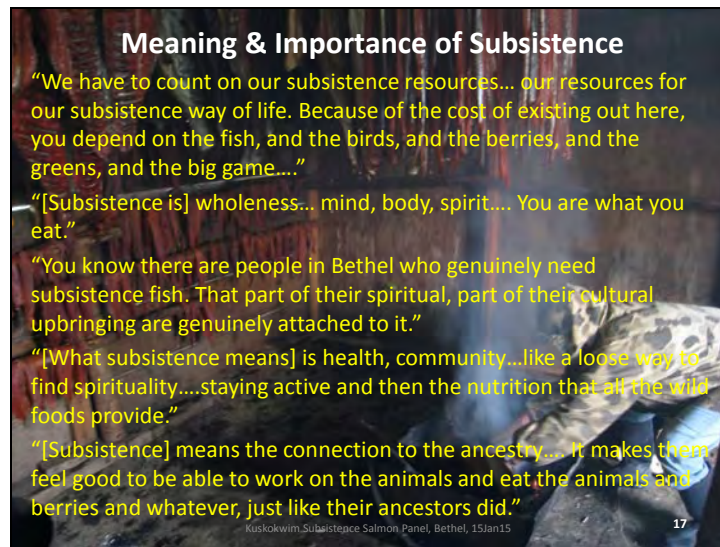 Meaning & Importance of Subsistence
“We have to count on our subsistence resources… our resources for
our subsistence way of life. Because of the cost of existing out here,
you depend on the fish, and the birds, and the berries, and the
greens, and the big game….”
“[Subsistence is] wholeness… mind, body, spirit…. You are what you
eat.”
“You know there are people in Bethel who genuinely need
subsistence fish. That part of their spiritual, part of their cultural
upbringing are genuinely attached to it.”
“[What subsistence means] is health, community…like a loose way to
find spirituality….staying active and then the nutrition that all the wild
foods provide.”
“[Subsistence] means the connection to the ancestry…. It makes them
feel good to be able to work on the animals and eat the animals and
berries and whatever, just like their ancestors did.”
Kuskokwim Subsistence Salmon Panel, Bethel, 15Jan15
17